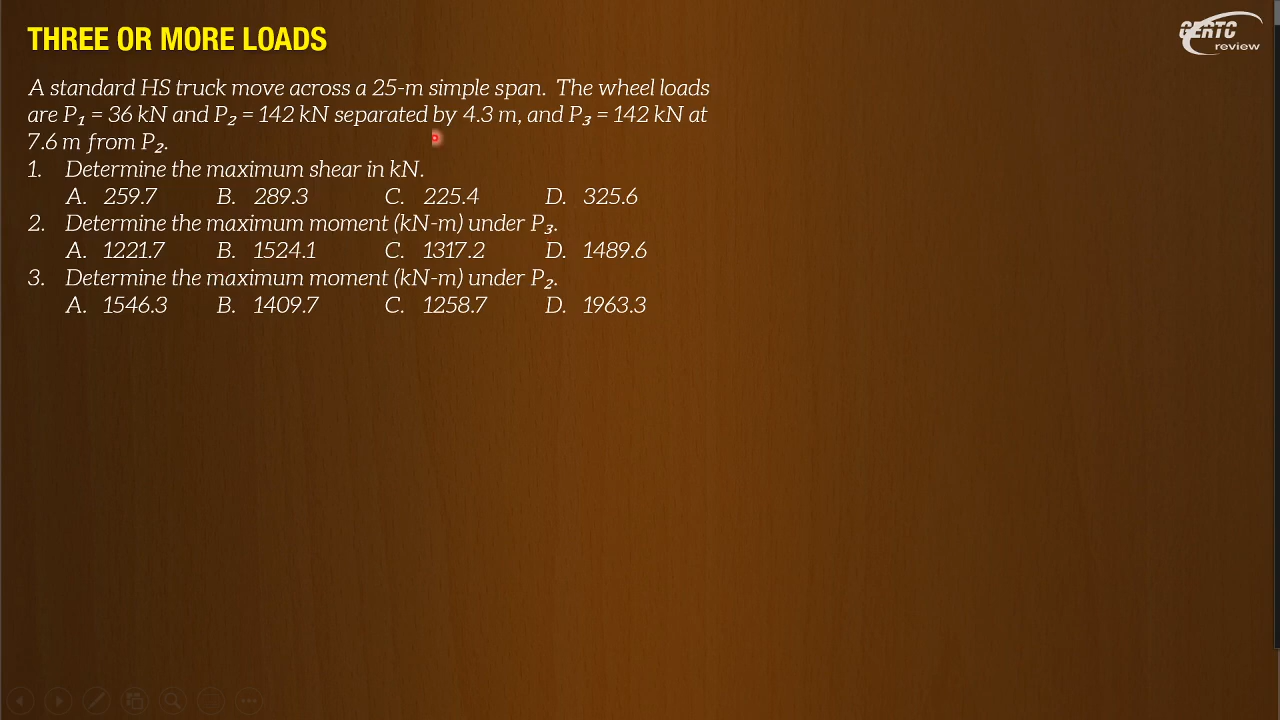 THREE OR MORE LOADS
GERTC
review
A standard HS truck move across a 25-m simple span. The wheel loads
are P₁ = 36 kN and P₂ = 142 kN separated by 4.3 m, and P₃ = 142 kN at
7.6 m from P₂.
1. Determine the maximum shear in kN.
A. 259.7 B. 289.3 C. 225.4 D. 325.6
2. Determine the maximum moment (kN-m) under P₃.
A. 1221.7 B. 1524.1 C. 1317.2 D. 1489.6
3. Determine the maximum moment (kN-m) under P₂.
A. 1546.3 B. 1409.7 C. 1258.7 D. 1963.3